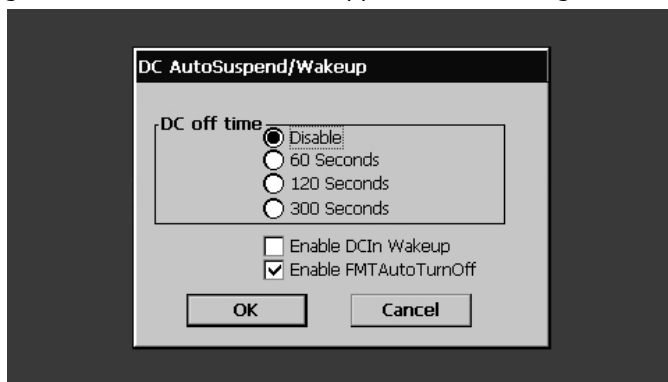 DC AutoSuspend/Wakeup
DC off time
Disable
60 Seconds
120 Seconds
300 Seconds
Enable DCIn Wakeup
Enable FMTAutoTurnOff
OK
Cancel